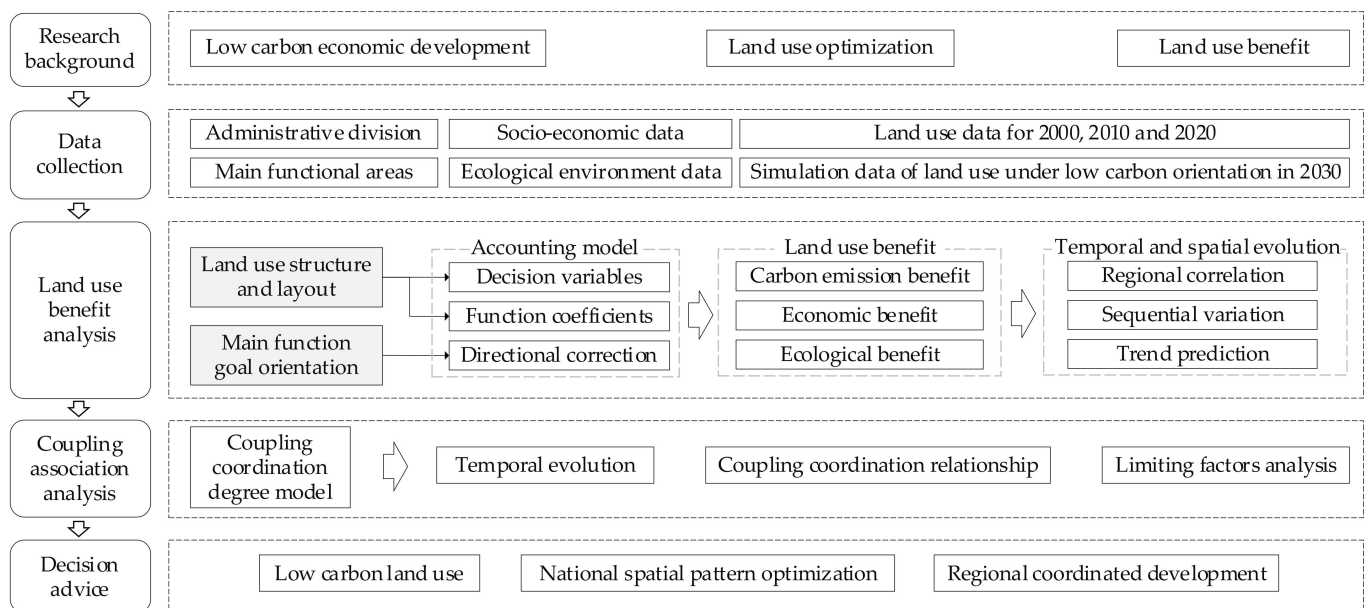 Research
background
Low carbon economic development
Land use optimization
Land use benefit
Data
collection
Administrative division
Socio-economic data
Land use data for 2000, 2010 and 2020
Main functional areas
Ecological environment data
Simulation data of land use under low carbon orientation in 2030
Land use
benefit
analysis
Land use structure
and layout
Main function
goal orientation
Accounting model
Decision variables
Function coefficients
Directional correction
Land use benefit
Carbon emission benefit
Economic benefit
Ecological benefit
Temporal and spatial evolution
Regional correlation
Sequential variation
Trend prediction
Coupling
association
analysis
Coupling
coordination
degree model
Temporal evolution
Coupling coordination relationship
Limiting factors analysis
Decision
advice
Low carbon land use
National spatial pattern optimization
Regional coordinated development